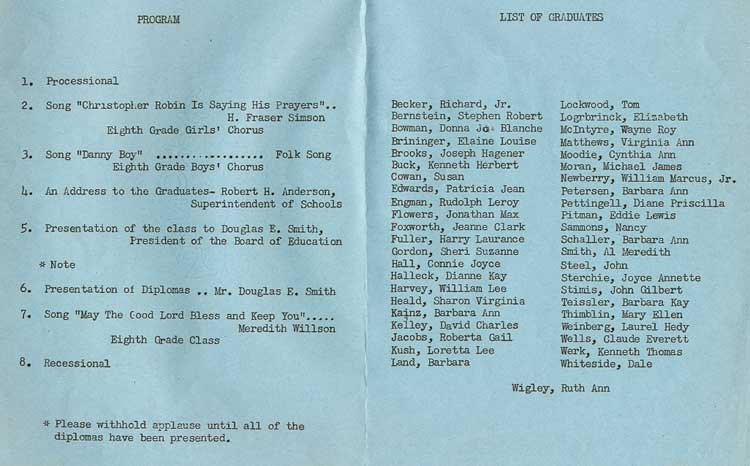 PROGRAM
1. Processional
2. Song "Christopher Robin Is Saying His Prayers"..
H. Fraser Simson
Eighth Grade Girls' Chorus
3. Song "Danny Boy" .................. Folk Song
Eighth Grade Boys' Chorus
4. An Address to the Graduates- Robert H. Anderson,
Superintendent of Schools
5. Presentation of the class to Douglas E. Smith,
President of the Board of Education
* Note
6. Presentation of Diplomas .. Mr. Douglas E. Smith
7. Song "May The Good Lord Bless and Keep You".....
Meredith Willson
Eighth Grade Class
8. Recessional
* Please withhold applause until all of the
diplomas have been presented.
LIST OF GRADUATES
Becker, Richard, Jr.
Bernstein, Stephen Robert
Bowman, Donna Jo Blanche
Brininger, Elaine Louise
Brooks, Joseph Hagener
Buck, Kenneth Herbert
Cowan, Susan
Edwards, Patricia Jean
Engman, Rudolph Leroy
Flowers, Jonathan Max
Foxworth, Jeanne Clark
Fuller, Harry Laurance
Gordon, Sheri Suzanne
Hall, Connie Joyce
Halleck, Dianne Kay
Harvey, William Lee
Heald, Sharon Virginia
Kainz, Barbara Ann
Kelley, David Charles
Jacobs, Roberta Gail
Kush, Loretta Lee
Land, Barbara
Lockwood, Tom
Logrbrinck, Elizabeth
McIntyre, Wayne Roy
Matthews, Virginia Ann
Moodie, Cynthia Ann
Moran, Michael James
Newberry, William Marcus, Jr.
Petersen, Barbara Ann
Pettingell, Diane Priscilla
Pitman, Eddie Lewis
Sammons, Nancy
Schaller, Barbara Ann
Smith, Al Meredith
Steel, John
Sterchie, Joyce Annette
Stimis, John Gilbert
Teissler, Barbara Kay
Thimblin, Mary Ellen
Weinberg, Laurel Hedy
Wells, Claude Everett
Werk, Kenneth Thomas
Whiteside, Dale
Wigley, Ruth Ann